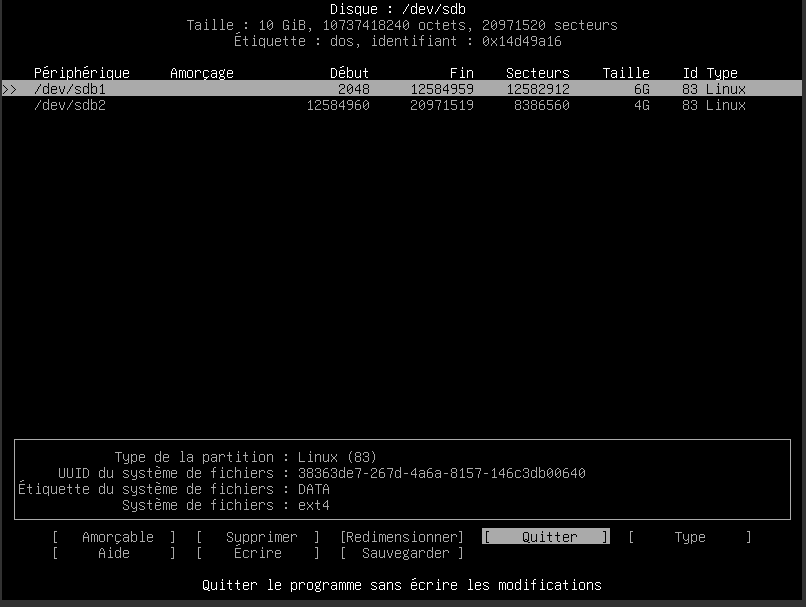 Disque : /dev/sdb
Taille : 10 GiB, 10737418240 octets, 20971520 secteurs
Étiquette : dos, identifiant : 0x14d49a16
Périphérique Amorçage Début Fin Secteurs Taille Id Type
>> /dev/sdb1 2048 12584959 12582912 6G 83 Linux
/dev/sdb2 12584960 20971519 8386560 4G 83 Linux
Type de la partition : Linux (83)
UUID du système de fichiers : 38363de7-267d-4a6a-8157-146c3db00640
Étiquette du système de fichiers : DATA
Système de fichiers : ext4
[ Amorçable ] [ Supprimer ] [Redimensionner] [ Quitter ] [ Type ]
[ Aide ] [ Écrire ] [ Sauvegarder ]
Quitter le programme sans écrire les modifications